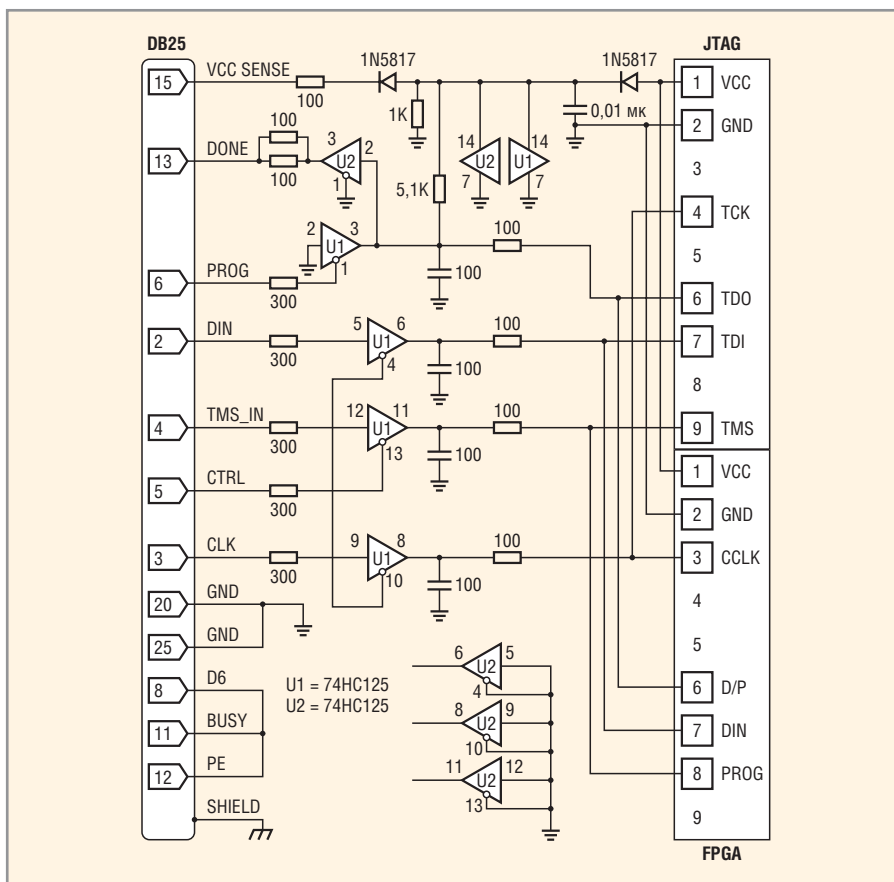 DB25
JTAG
15 VCC SENSE
100
1N5817
1K
0,01 мк
1N5817
1 VCC
2 GND
3
4 TCK
5
6 TDO
7 TDI
8
9 TMS
100
13 DONE
100
3 U2 2
1
5,1K
14 U2 7
14 U1 7
2 U1 3
1
100
100
6 PROG
300
2 DIN
300
5 U1 6
4
100
100
4 TMS_IN
300
12 U1 11
13
100
100
5 CTRL
300
3 CLK
300
9 U1 8
10
100
100
20 GND
25 GND
8 D6
11 BUSY
12 PE
SHIELD
U1 = 74HC125
U2 = 74HC125
6 U2 5
4
8 U2 9
10
11 U2 12
13
1 VCC
2 GND
3 CCLK
4
5
6 D/P
7 DIN
8 PROG
9
FPGA